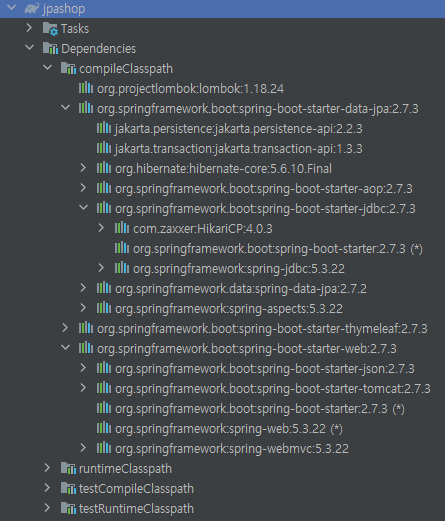 jpashop
Tasks
Dependencies
compileClasspath
org.projectlombok:lombok:1.18.24
org.springframework.boot:spring-boot-starter-data-jpa:2.7.3
jakarta.persistence:jakarta.persistence-api:2.2.3
jakarta.transaction:jakarta.transaction-api:1.3.3
org.hibernate:hibernate-core:5.6.10.Final
org.springframework.boot:spring-boot-starter-aop:2.7.3
org.springframework.boot:spring-boot-starter-jdbc:2.7.3
com.zaxxer:HikariCP:4.0.3
org.springframework.boot:spring-boot-starter:2.7.3 (*)
org.springframework:spring-jdbc:5.3.22
org.springframework.data:spring-data-jpa:2.7.2
org.springframework:spring-aspects:5.3.22
org.springframework.boot:spring-boot-starter-thymeleaf:2.7.3
org.springframework.boot:spring-boot-starter-web:2.7.3
org.springframework.boot:spring-boot-starter-json:2.7.3
org.springframework.boot:spring-boot-starter-tomcat:2.7.3
org.springframework.boot:spring-boot-starter:2.7.3 (*)
org.springframework:spring-web:5.3.22 (*)
org.springframework:spring-webmvc:5.3.22
runtimeClasspath
testCompileClasspath
testRuntimeClasspath